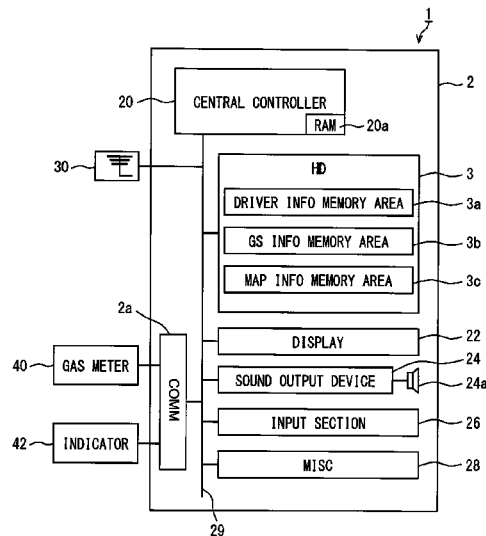 1
2
20
CENTRAL CONTROLLER
RAM
20a
30
HD
3
DRIVER INFO MEMORY AREA
3a
GS INFO MEMORY AREA
3b
MAP INFO MEMORY AREA
3c
2a
DISPLAY
22
40
GAS METER
COMM
SOUND OUTPUT DEVICE
24
24a
42
INDICATOR
INPUT SECTION
26
MISC
28
29